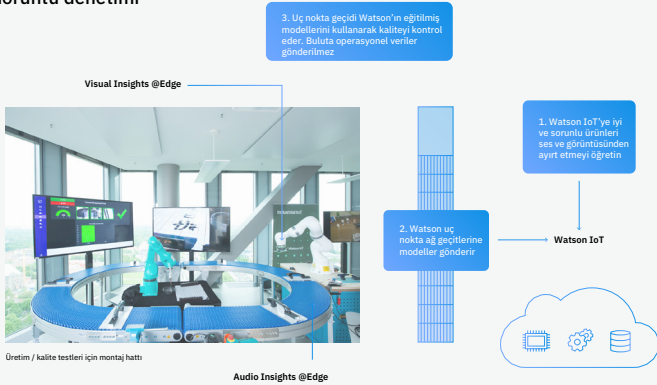 3. Uç nokta geçidi Watson'ın eğitilmiş
modellerini kullanarak kaliteyi kontrol
eder. Buluta operasyonel veriler
gönderilmez
Visual Insights @Edge
1. Watson IoT'ye iyi
ve sorunlu ürünleri
ses ve görüntüsünden
ayırt etmeyi öğretin
2. Watson uç
nokta ağ geçitlerine
modeller gönderir
Watson IoT
Üretim / kalite testleri için montaj hattı
Audio Insights @Edge